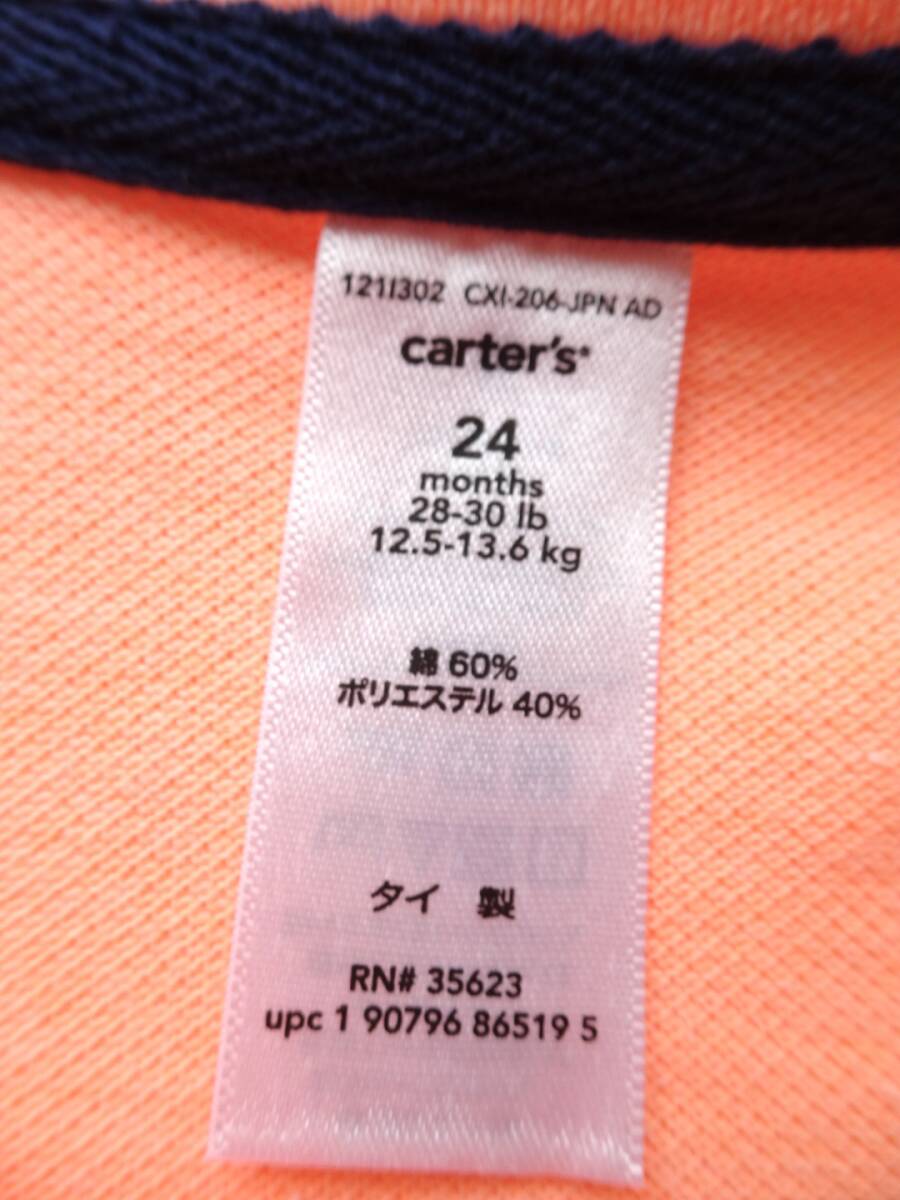 121I302 CXI-206-JPN AD
carter's®
24
months
28-30 lb
12.5-13.6 kg
綿 60%
ポリエステル 40%
タイ 製
RN# 35623
upc 1 90796 86519 5